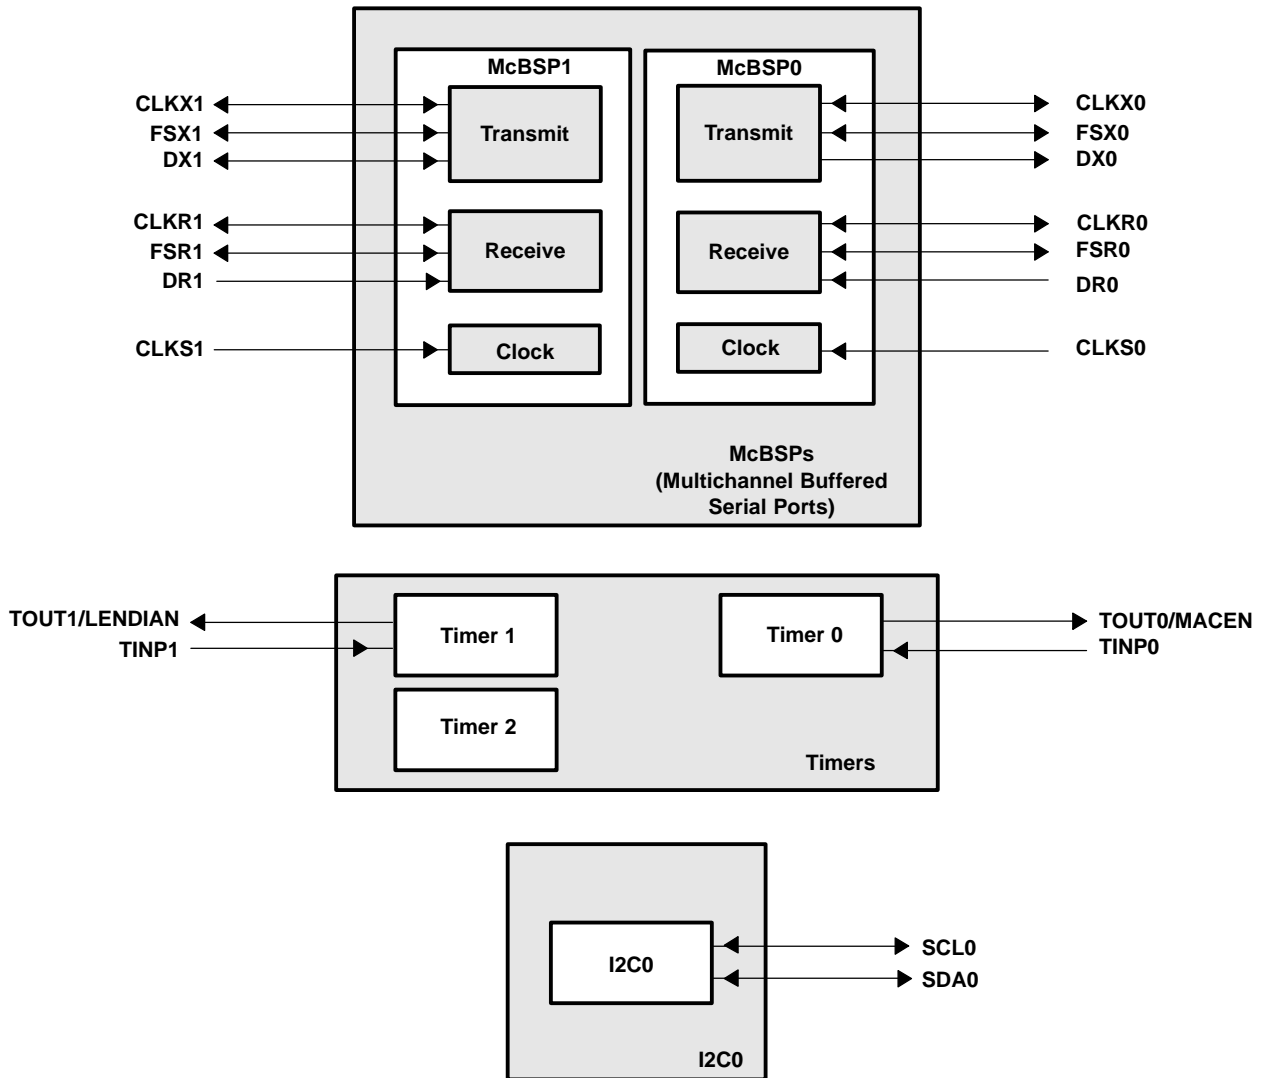 McBSP1
McBSP0
CLKX1
Transmit
Transmit
CLKX0
FSX1
FSX0
DX1
DX0
CLKR1
Receive
Receive
CLKR0
FSR1
FSR0
DR1
DR0
CLKS1
Clock
Clock
CLKS0
McBSPs
(Multichannel Buffered
Serial Ports)
TOUT1/LENDIAN
Timer 1
Timer 0
TOUT0/MACEN
TINP1
TINP0
Timer 2
Timers
I2C0
SCL0
SDA0
I2C0